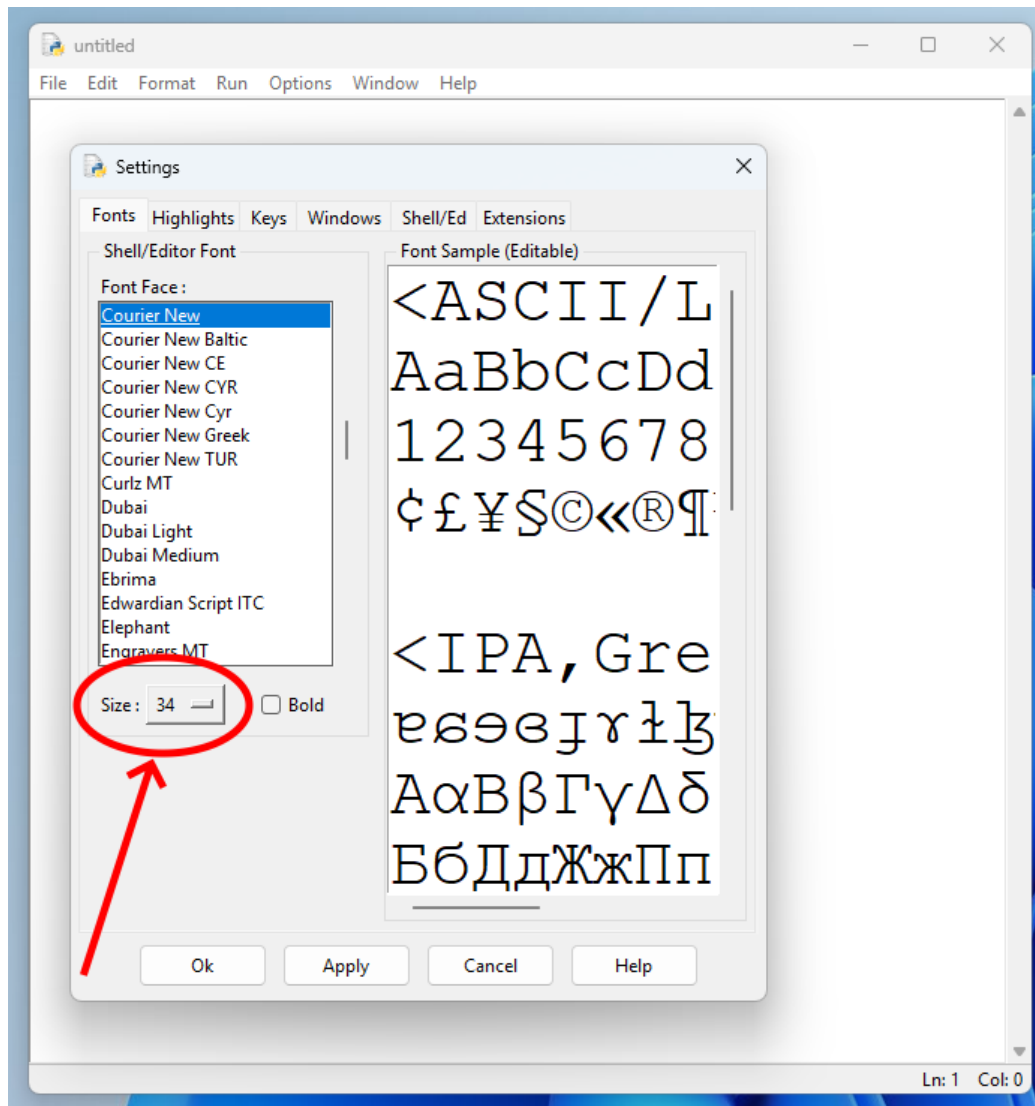 untitled
File Edit Format Run Options Window Help
Settings
Fonts Highlights Keys Windows Shell/Ed Extensions
Shell/Editor Font
Font Face :
Courier New
Courier New Baltic
Courier New CE
Courier New CYR
Courier New Cyr
Courier New Greek
Courier New TUR
Curlz MT
Dubai
Dubai Light
Dubai Medium
Ebrima
Edwardian Script ITC
Elephant
Engravers MT
Size : 34 Bold
Font Sample (Editable)
<ASCII/L
AaBbCcDd
12345678
¢£¥§©«®¶
<IPA,Gre
ɐɕɘɞɟɤɫɮ
ΑαΒβΓγΔδ
БбДдЖжПп
Ok Apply Cancel Help
Ln: 1 Col: 0